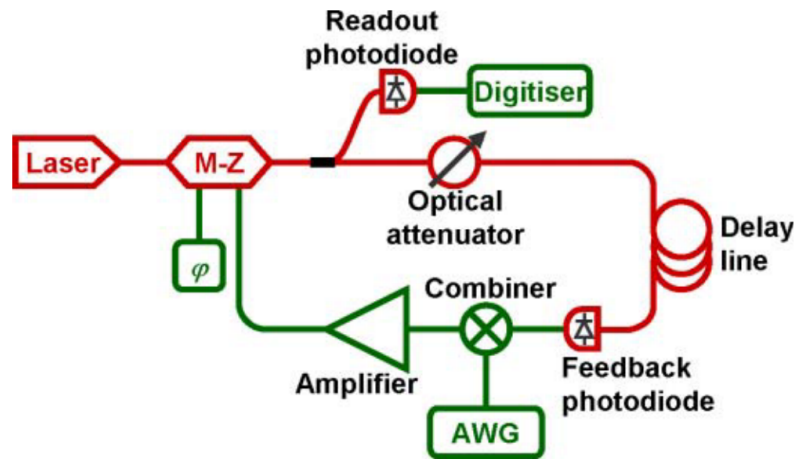 Readout
photodiode
Digitiser
Laser
M-Z
Optical
attenuator
Delay
line
φ
Combiner
Amplifier
Feedback
photodiode
AWG